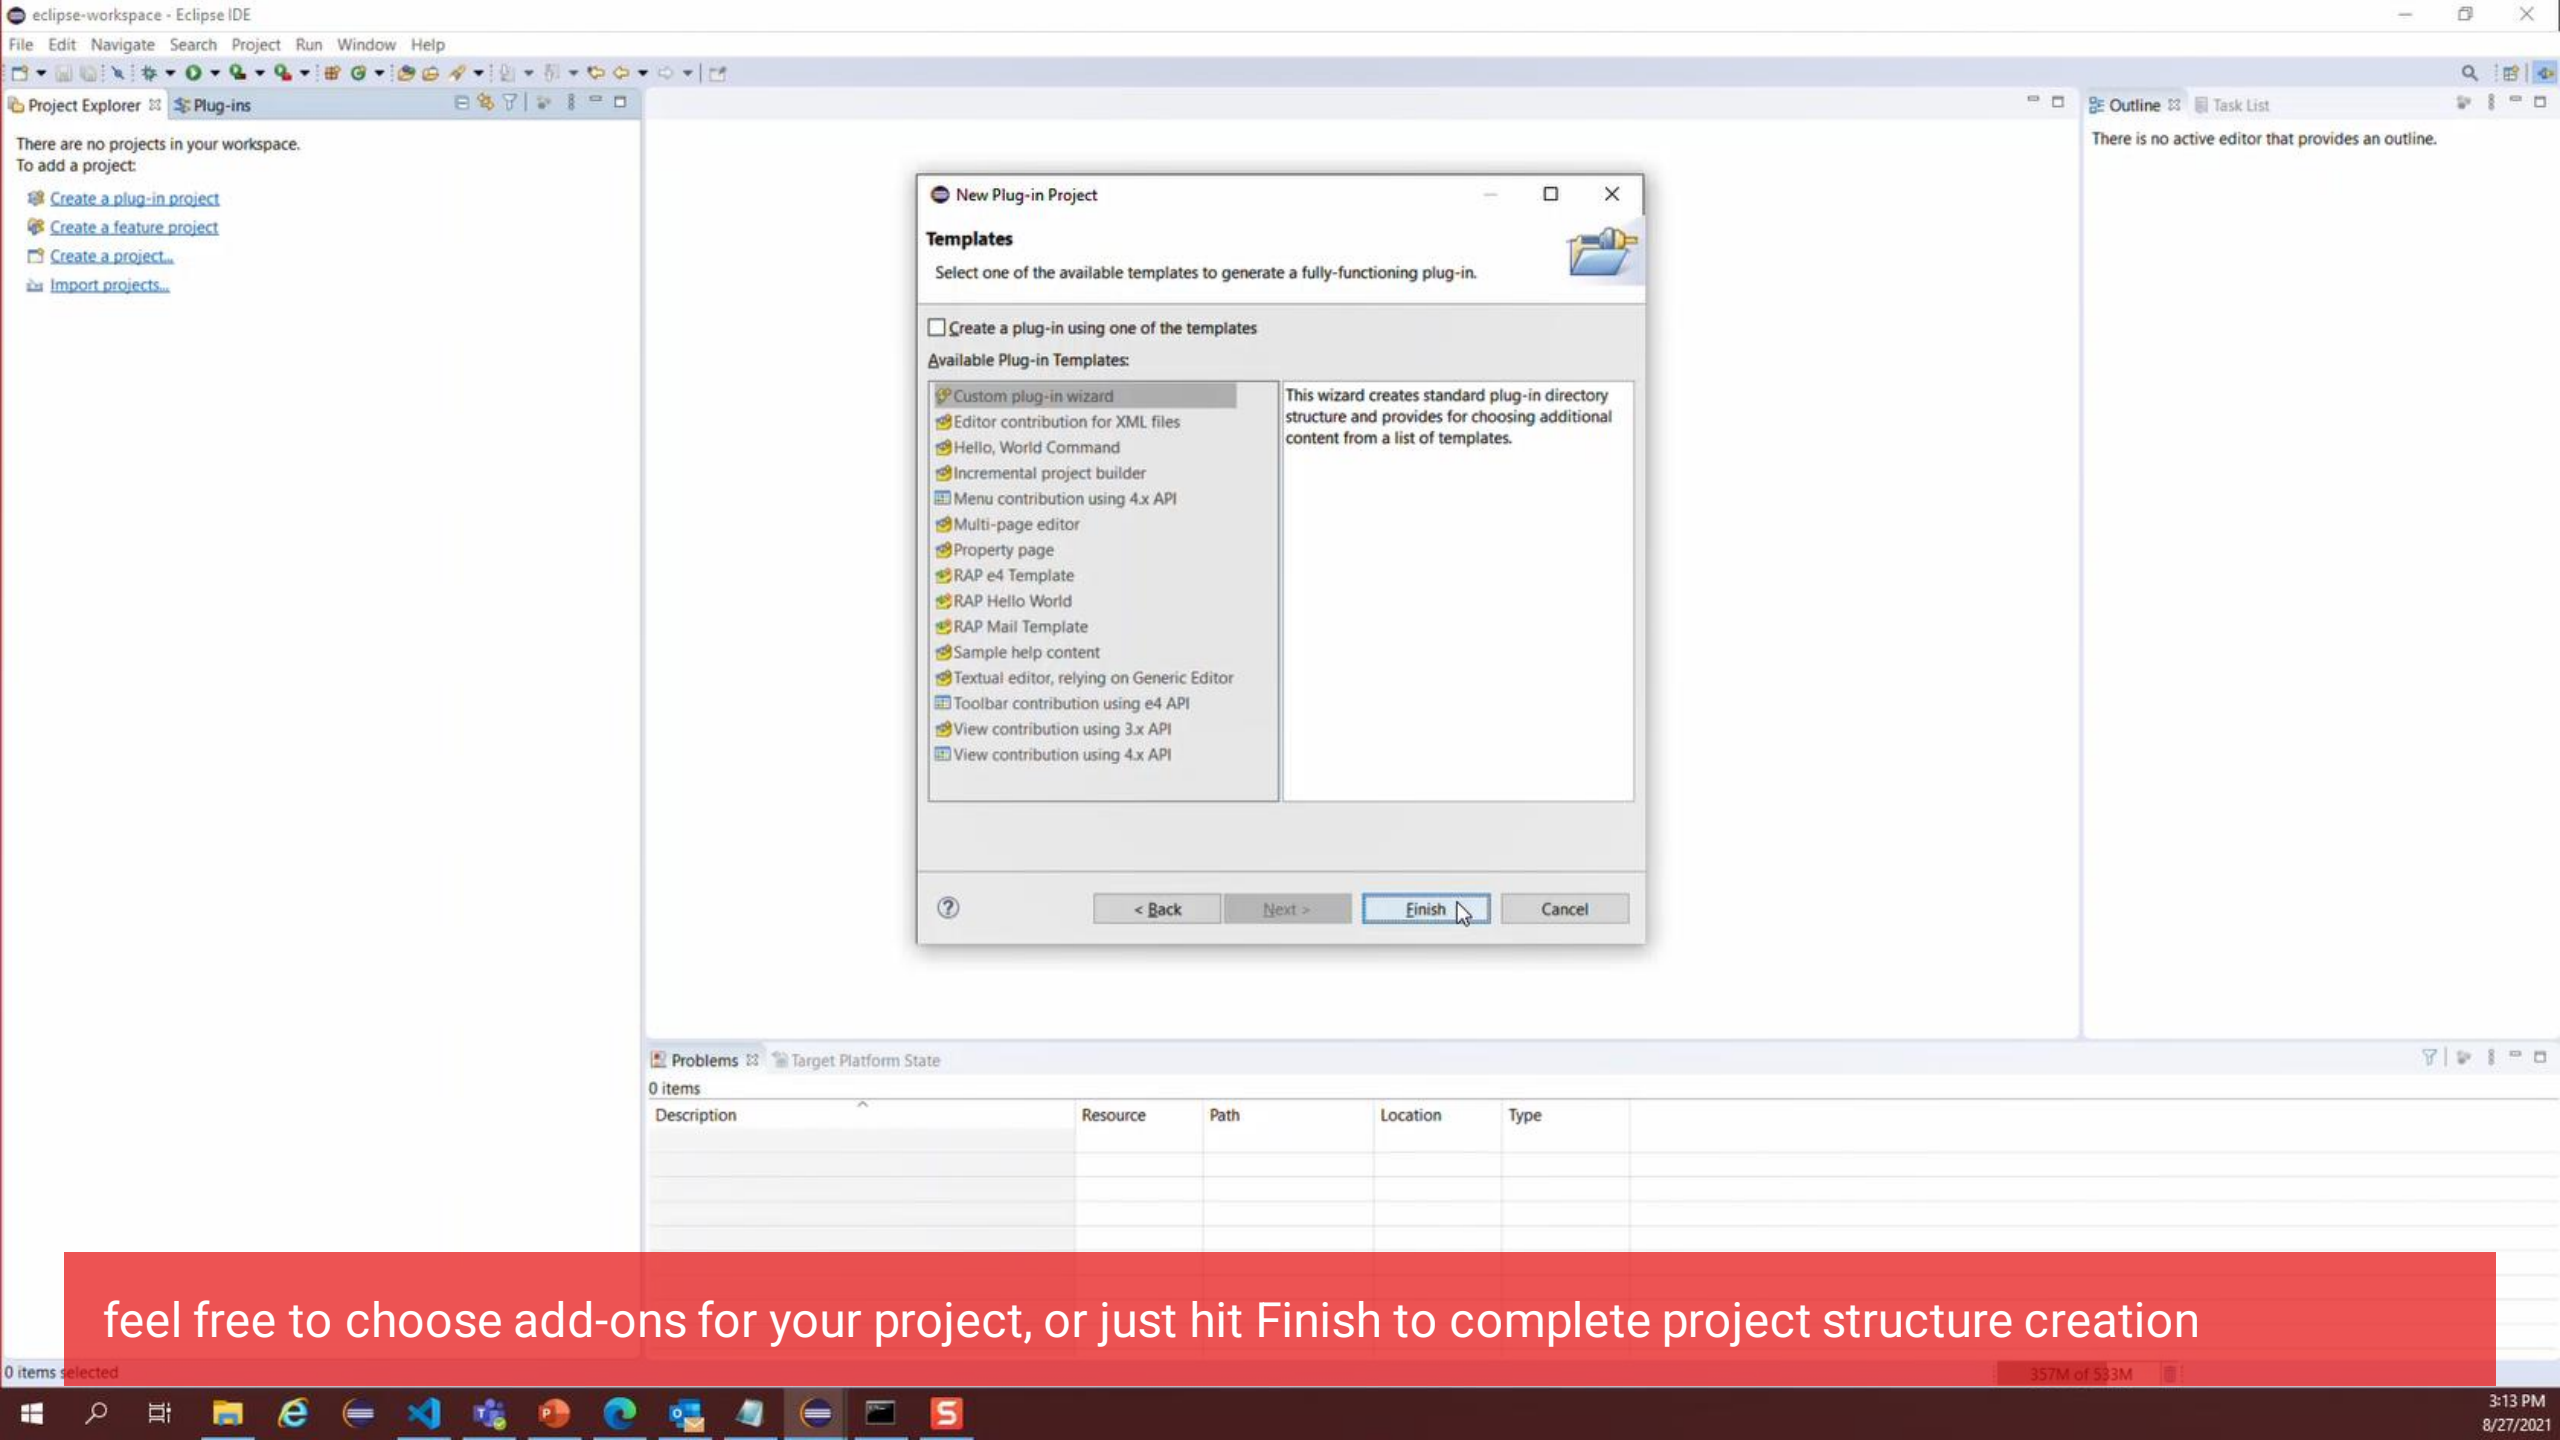 eclipse-workspace - Eclipse IDE
File Edit Navigate Search Project Run Window Help
Project Explorer Plug-ins
There are no projects in your workspace.
To add a project:
Create a plug-in project
Create a feature project
Create a project...
Import projects...
New Plug-in Project
Templates
Select one of the available templates to generate a fully-functioning plug-in.
Create a plug-in using one of the templates
Available Plug-in Templates:
Custom plug-in wizard
Editor contribution for XML files
Hello, World Command
Incremental project builder
Menu contribution using 4.x API
Multi-page editor
Property page
RAP e4 Template
RAP Hello World
RAP Mail Template
Sample help content
Textual editor, relying on Generic Editor
Toolbar contribution using e4 API
View contribution using 3.x API
View contribution using 4.x API
This wizard creates standard plug-in directory
structure and provides for choosing additional
content from a list of templates.
< Back Next > Finish Cancel
Outline Task List
There is no active editor that provides an outline.
Problems Target Platform State
0 items
Description Resource Path Location Type
feel free to choose add-ons for your project, or just hit Finish to complete project structure creation
0 items selected
357M of 533M
3:13 PM
8/27/2021